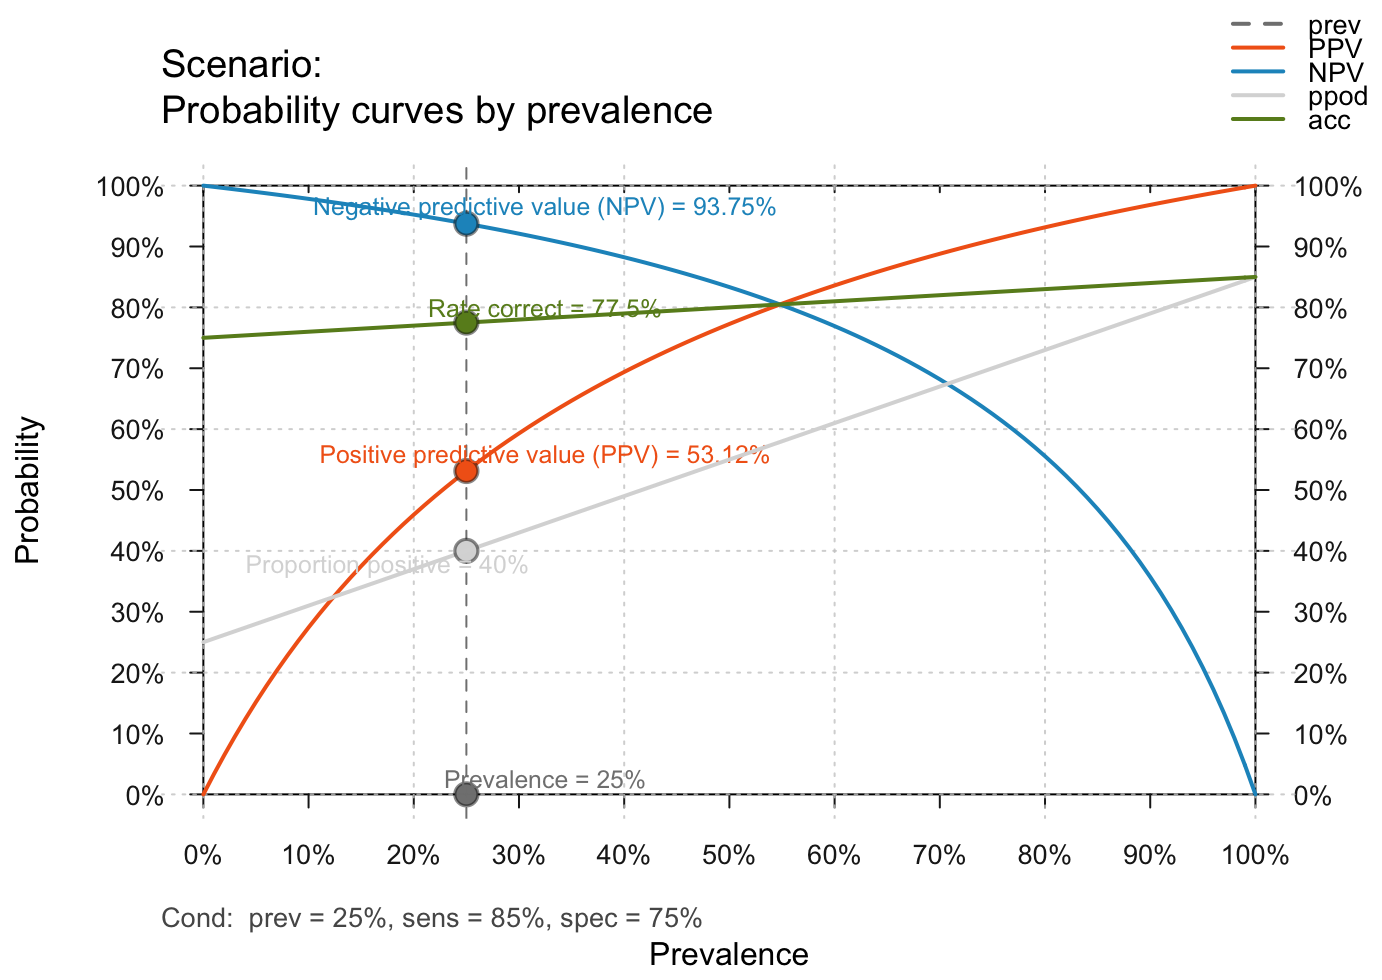 prev
PPV
NPV
ppod
acc
Scenario:
Probability curves by prevalence
100% 100%
Negative predictive value (NPV) = 93.75%
90% 90%
Rate correct = 77.5%
80% 80%
70% 70%
60% 60%
Positive predictive value (PPV) = 53.12%
50% 50%
40% 40%
Proportion positive = 40%
30% 30%
20% 20%
10% 10%
Prevalence = 25%
0% 0%
Probability
0% 10% 20% 30% 40% 50% 60% 70% 80% 90% 100%
Cond:  prev = 25%, sens = 85%, spec = 75%
Prevalence